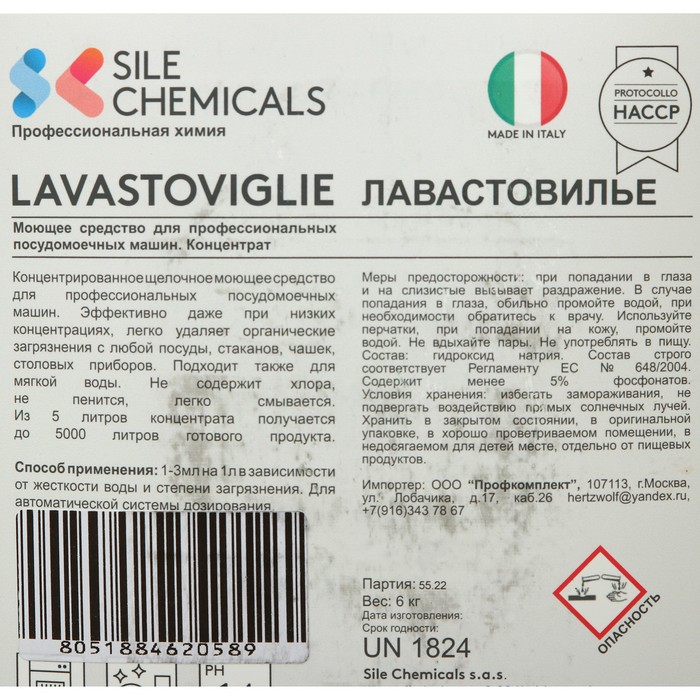 SILE
CHEMICALS
Профессиональная химия
MADE IN ITALY
PROTOCOLLO
HACCP
LAVASTOVIGLIE ЛАВАСТОВИЛЬЕ
Моющее средство для профессиональных
посудомоечных машин. Концентрат
Концентрированное щелочное моющее средство
для профессиональных посудомоечных
машин. Эффективно даже при низких
концентрациях, легко удаляет органические
загрязнения с любой посуды, стаканов, чашек,
столовых приборов. Подходит также для
мягкой воды. Не содержит хлора,
не пенится, легко смывается.
Из 5 литров концентрата получается
до 5000 литров готового продукта.
Способ применения: 1-3мл на 1л в зависимости
от жесткости воды и степени загрязнения. Для
автоматической системы дозирования
8051884620589
PH
Меры предосторожности: при попадании в глаза
и на слизистые вызывает раздражение. В случае
попадания в глаза, обильно промойте водой, при
необходимости обратитесь к врачу. Используйте
перчатки, при попадании на кожу, промойте
водой. Не вдыхайте пары. Не употреблять в пищу.
Состав: гидроксид натрия. Состав строго
соответствует Регламенту ЕС № 648/2004.
Содержит менее 5% фосфонатов.
Условия хранения: избегать замораживания, не
подвергать воздействию прямых солнечных лучей.
Хранить в закрытом состоянии, в оригинальной
упаковке, в хорошо проветриваемом помещении, в
недосягаемом для детей месте, отдельно от пищевых
продуктов.
Импортер: ООО "Профкомплект", 107113, г.Москва,
ул. Лобачика, д.17, каб.26 hertzwolf@yandex.ru,
+7(916)343 78 67
Партия: 55.22
Вес: 6 кг
Дата изготовления:
Срок годности:
UN 1824
Sile Chemicals s.a.s.
ОПАСНОСТЬ